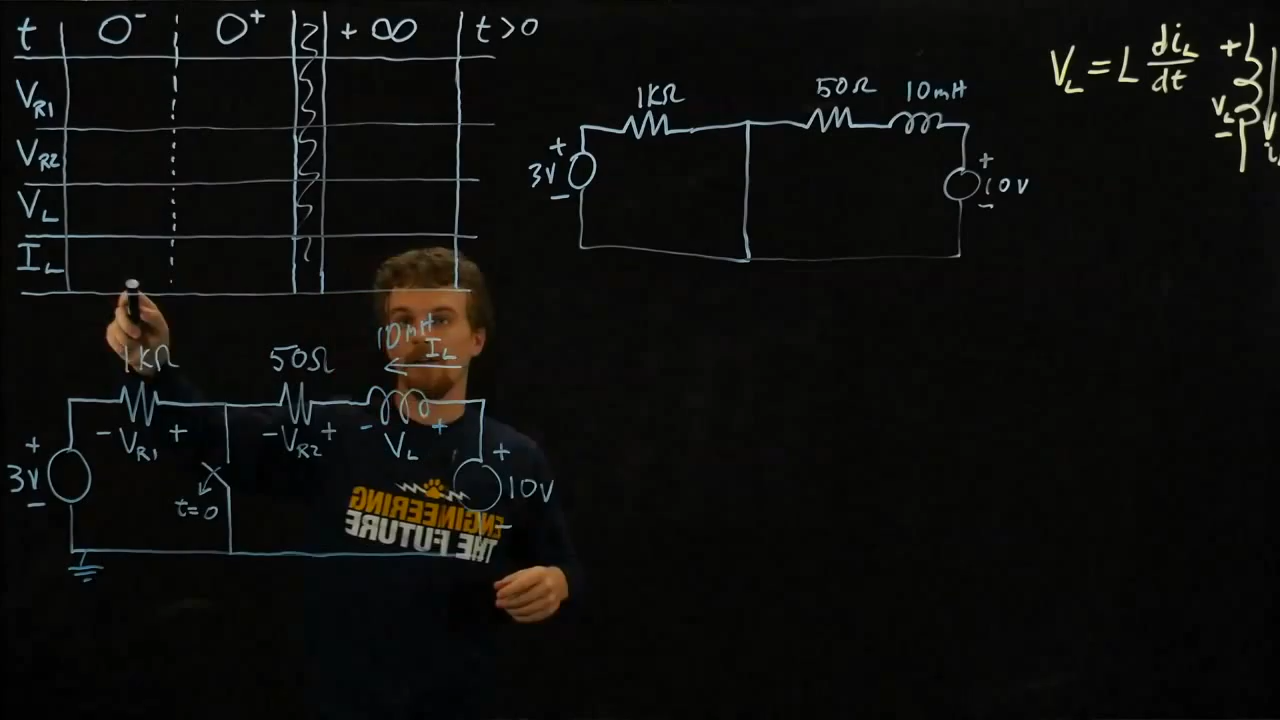 t 0⁻ 0⁺ +∞ t>0
V_R1
V_R2
V_L
I_L
1KΩ 50Ω 10mH
I_L
- V_R1 + - V_R2 + - V_L +
+ 3V -
t=0
+ 10V -
1KΩ 50Ω 10mH
+ 3V -
+ 10V -
V_L = L di_L/dt
+ V_L -
ENGINEERING
THE FUTURE